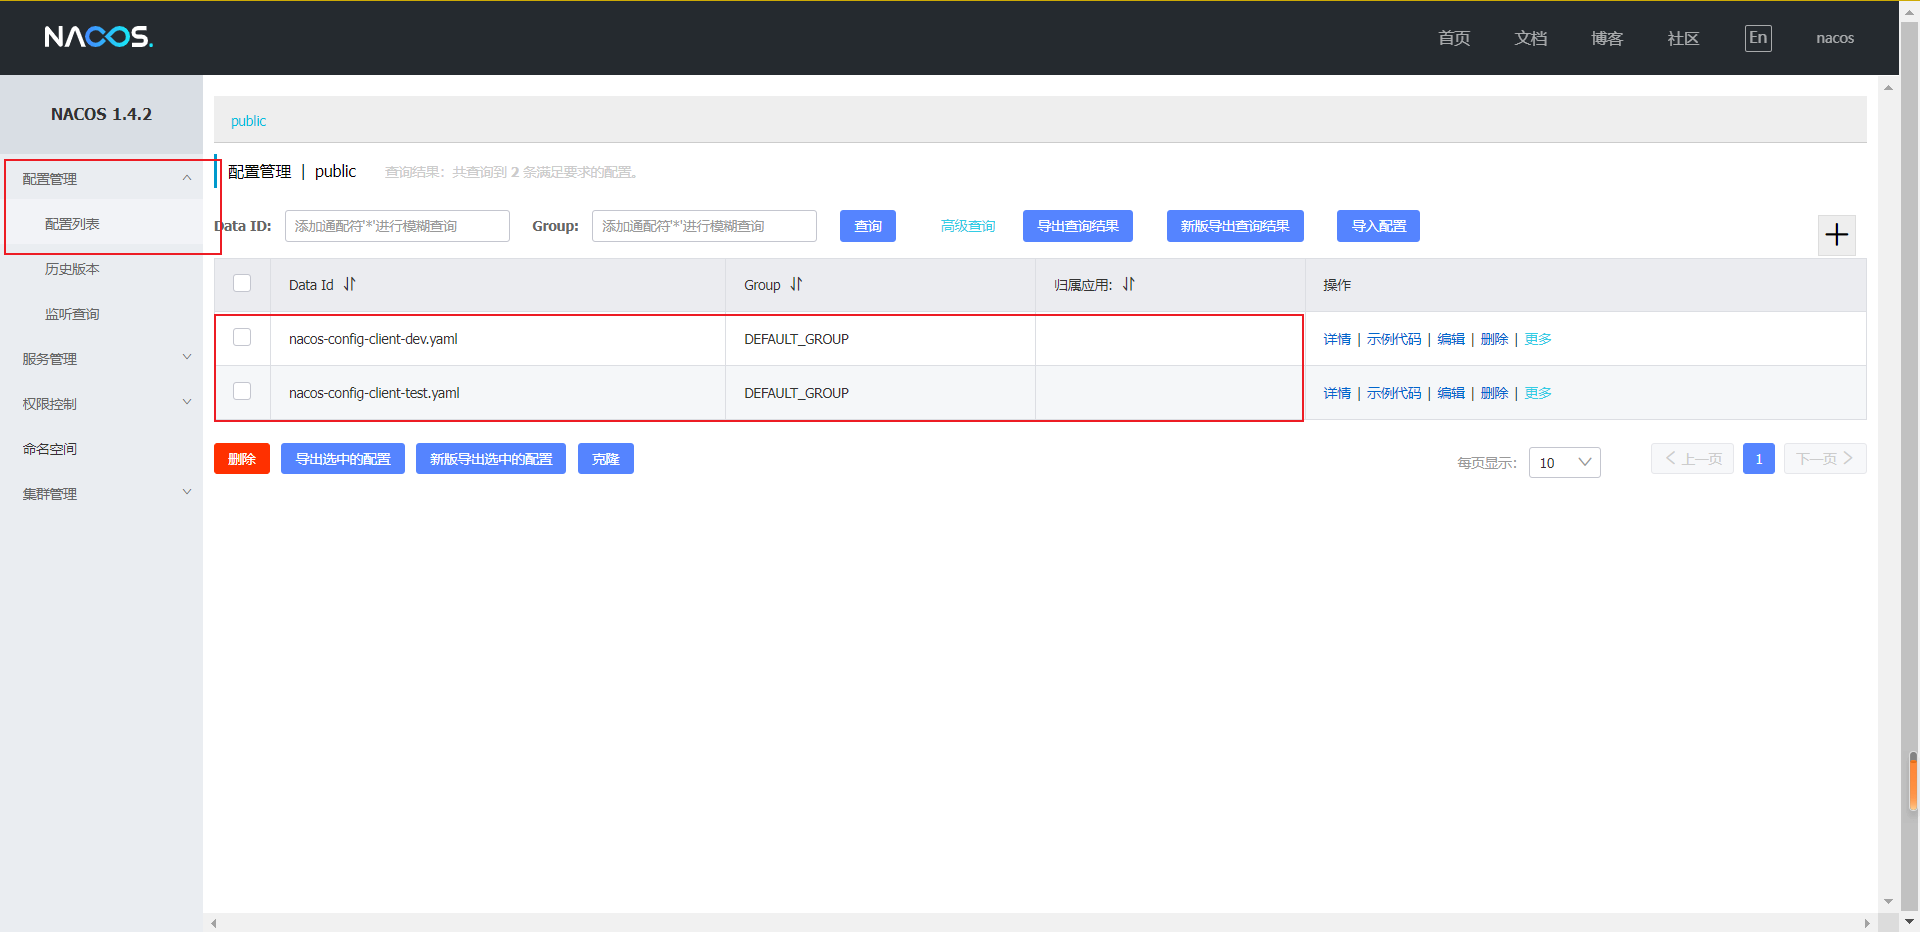 NACOS.
首页 文档 博客 社区 En nacos
NACOS 1.4.2
配置管理
配置列表
历史版本
监听查询
服务管理
权限控制
命名空间
集群管理
public
配置管理 | public 查询结果：共查询到 2 条满足要求的配置。
Data ID: 添加通配符'*'进行模糊查询 Group: 添加通配符'*'进行模糊查询 查询 高级查询 导出查询结果 新版导出查询结果 导入配置
Data Id Group 归属应用: 操作
nacos-config-client-dev.yaml DEFAULT_GROUP 详情 | 示例代码 | 编辑 | 删除 | 更多
nacos-config-client-test.yaml DEFAULT_GROUP 详情 | 示例代码 | 编辑 | 删除 | 更多
删除 导出选中的配置 新版导出选中的配置 克隆 每页显示: 10 上一页 1 下一页